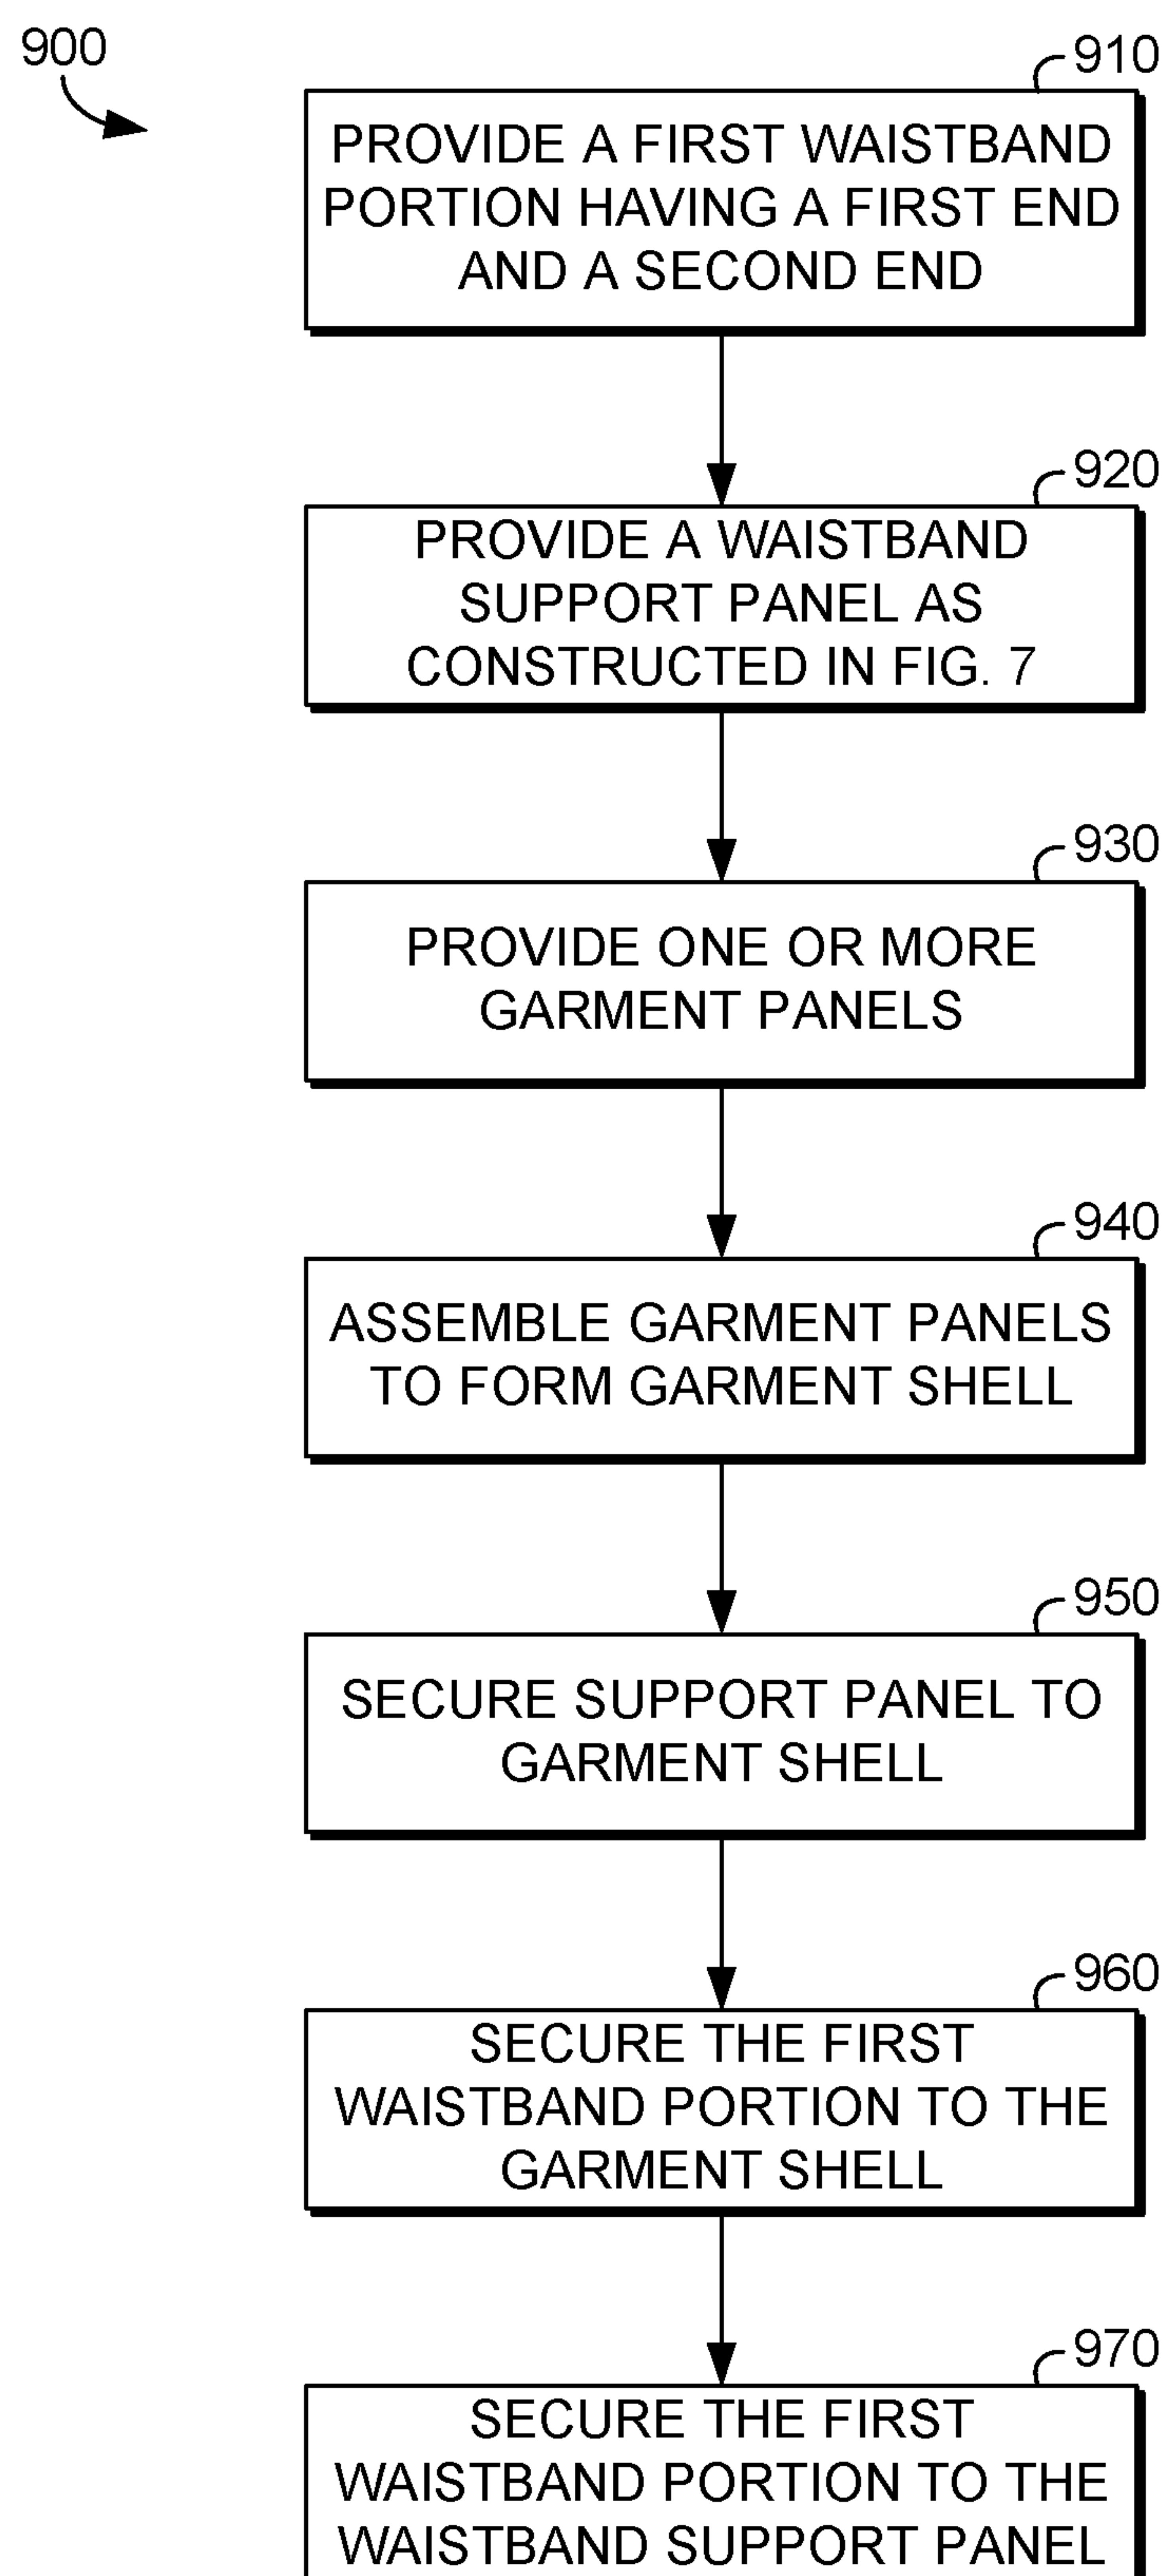 900
910
PROVIDE A FIRST WAISTBAND
PORTION HAVING A FIRST END
AND A SECOND END
920
PROVIDE A WAISTBAND
SUPPORT PANEL AS
CONSTRUCTED IN FIG. 7
930
PROVIDE ONE OR MORE
GARMENT PANELS
940
ASSEMBLE GARMENT PANELS
TO FORM GARMENT SHELL
950
SECURE SUPPORT PANEL TO
GARMENT SHELL
960
SECURE THE FIRST
WAISTBAND PORTION TO THE
GARMENT SHELL
970
SECURE THE FIRST
WAISTBAND PORTION TO THE
WAISTBAND SUPPORT PANEL